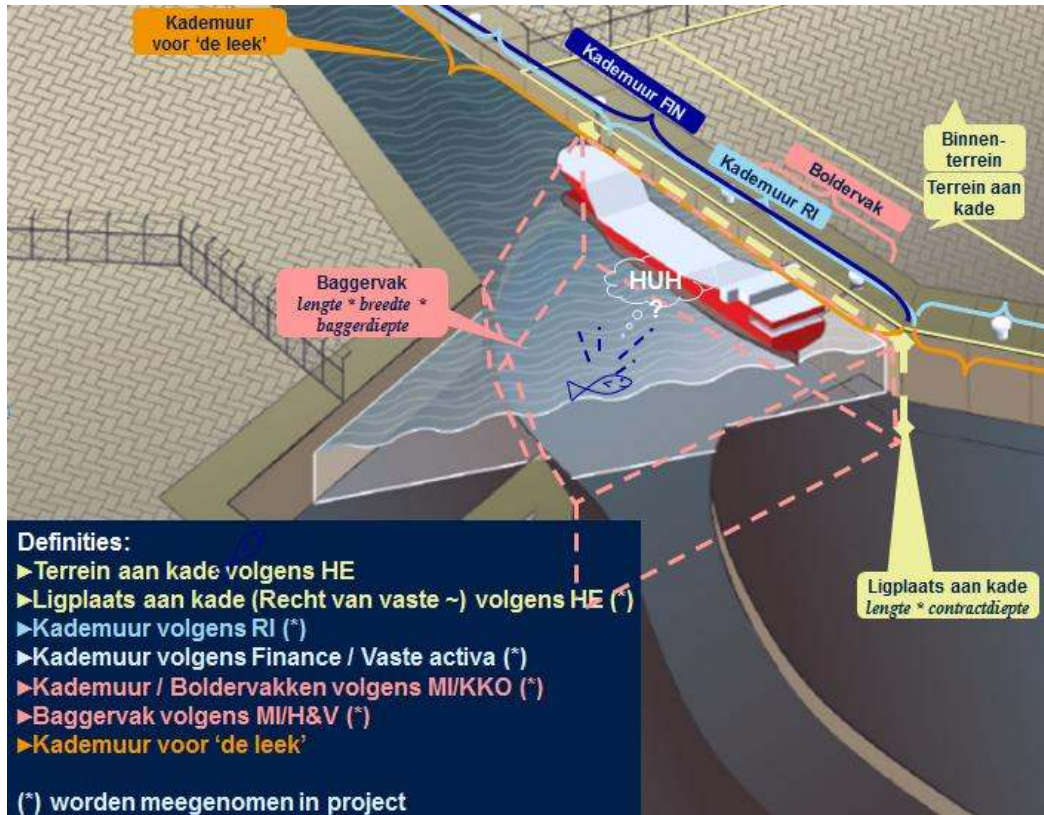 Kademuur
voor ‘de leek’
Kademuur FIN
Kademuur RI
Boldervak
Binnen-
terrein
Terrein aan
kade
Baggervak
lengte * breedte *
baggerdiepte
HUH
?
Ligplaats aan kade
lengte * contractdiepte
Definities:
►Terrein aan kade volgens HE
►Ligplaats aan kade (Recht van vaste ~) volgens HE (*)
►Kademuur volgens RI (*)
►Kademuur volgens Finance / Vaste activa (*)
►Kademuur / Boldervakken volgens MI/KKO (*)
►Baggervak volgens MI/H&V (*)
►Kademuur voor ‘de leek’
(*) worden meegenomen in project